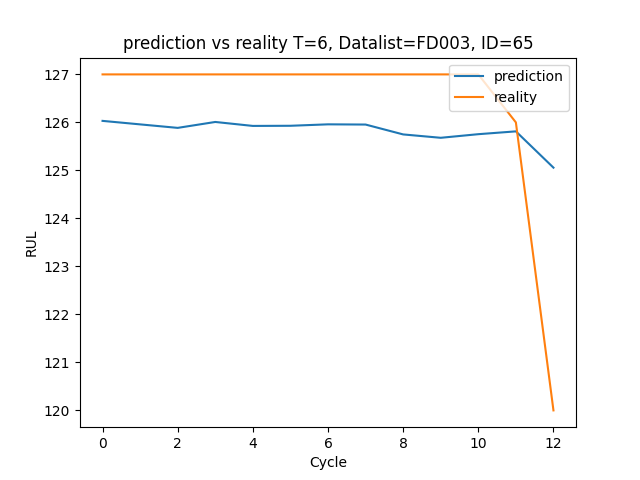 prediction vs reality T=6, Datalist=FD003, ID=65
127
126
125
124
123
122
121
120
RUL
prediction
reality
0 2 4 6 8 10 12
Cycle